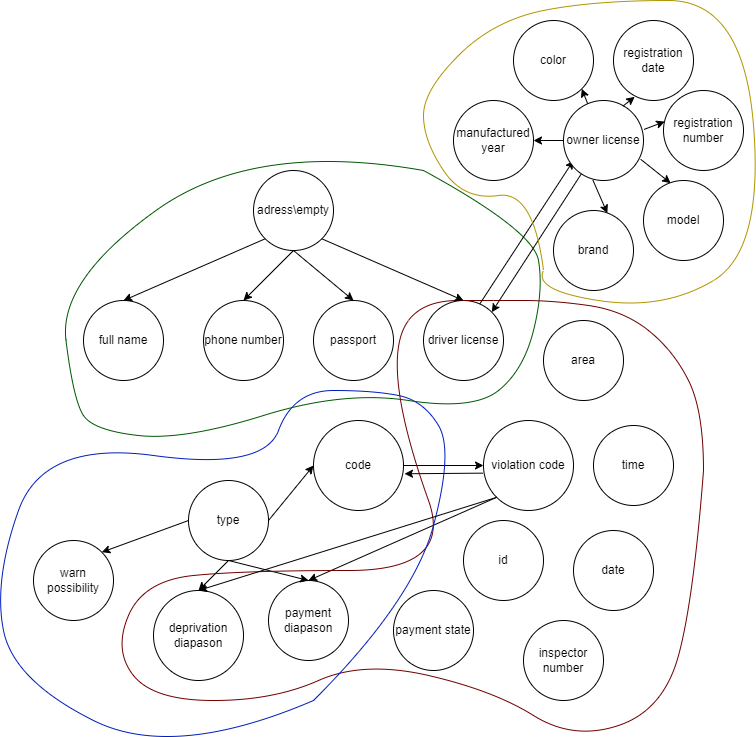 color
registration
date
manufactured
year
owner license
registration
number
adress\empty
model
brand
full name
phone number
passport
driver license
area
code
violation code
time
type
warn
possibility
id
date
deprivation
diapason
payment
diapason
payment state
inspector
number